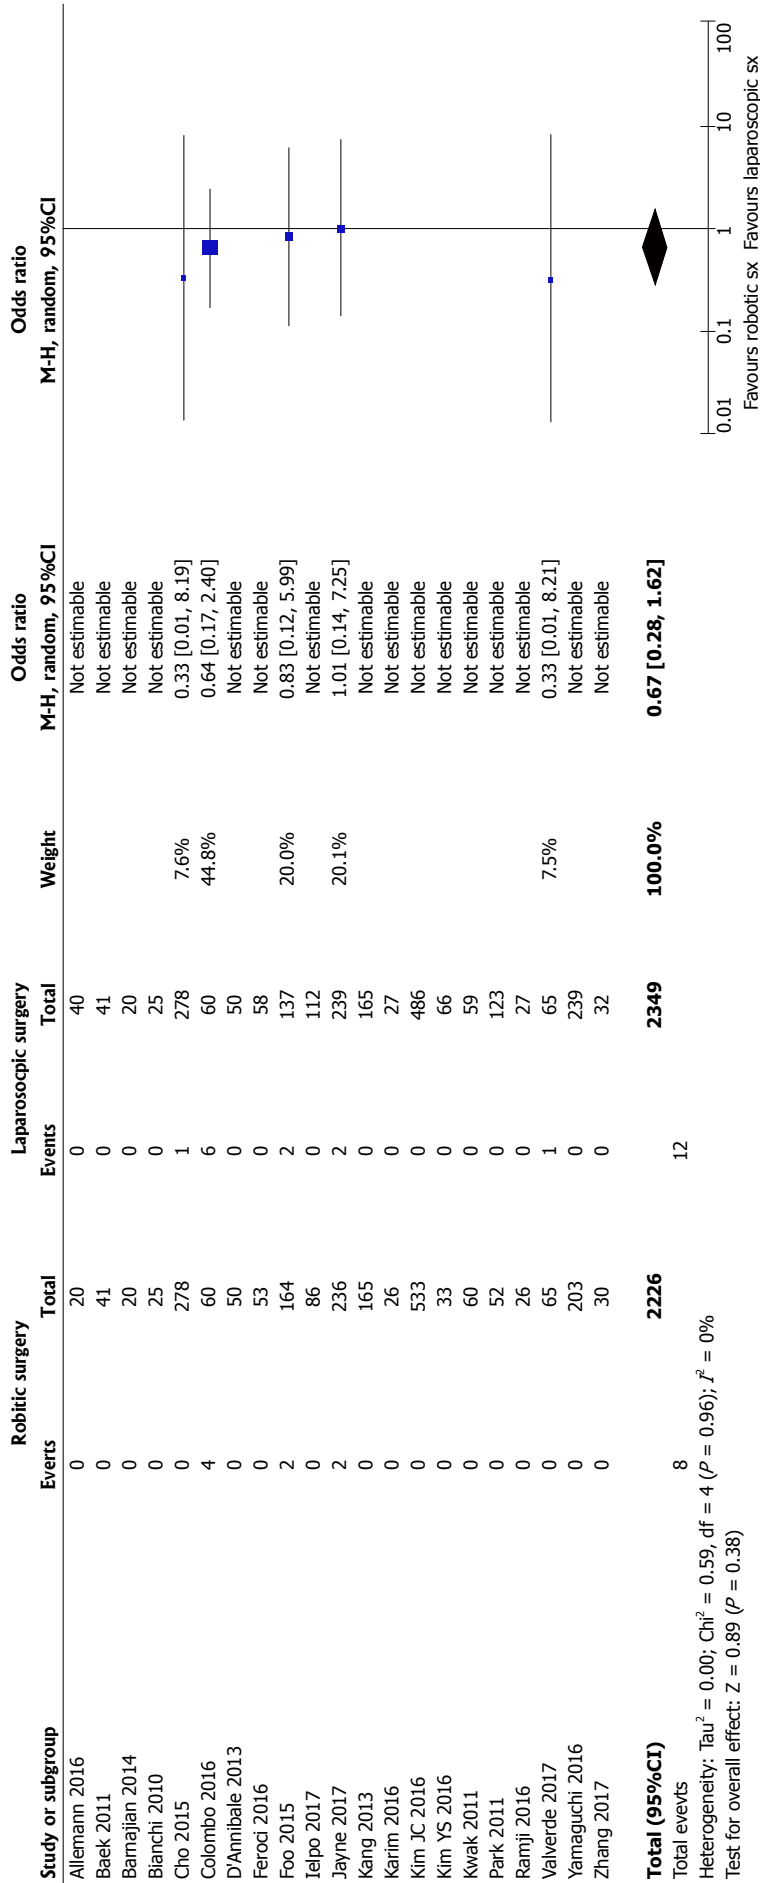 Robitic surgery Laparosocpic surgery Odds ratio Odds ratio
Study or subgroup Everts Total Events Total Weight M-H, random, 95%CI M-H, random, 95%CI
Allemann 2016 0 20 0 40 Not estimable
Baek 2011 0 41 0 41 Not estimable
Bamajian 2014 0 20 0 20 Not estimable
Bianchi 2010 0 25 0 25 Not estimable
Cho 2015 0 278 1 278 7.6% 0.33 [0.01, 8.19]
Colombo 2016 4 60 6 60 44.8% 0.64 [0.17, 2.40]
D'Annibale 2013 0 50 0 50 Not estimable
Feroci 2016 0 53 0 58 Not estimable
Foo 2015 2 164 2 137 20.0% 0.83 [0.12, 5.99]
Ielpo 2017 0 86 0 112 Not estimable
Jayne 2017 2 236 2 239 20.1% 1.01 [0.14, 7.25]
Kang 2013 0 165 0 165 Not estimable
Karim 2016 0 26 0 27 Not estimable
Kim JC 2016 0 533 0 486 Not estimable
Kim YS 2016 0 33 0 66 Not estimable
Kwak 2011 0 60 0 59 Not estimable
Park 2011 0 52 0 123 Not estimable
Ramji 2016 0 26 0 27 Not estimable
Valverde 2017 0 65 1 65 7.5% 0.33 [0.01, 8.21]
Yamaguchi 2016 0 203 0 239 Not estimable
Zhang 2017 0 30 0 32 Not estimable
Total (95%CI) 2226 2349 100.0% 0.67 [0.28, 1.62]
Total evevts 8 12
Heterogeneity: Tau² = 0.00; Chi² = 0.59, df = 4 (P = 0.96); I² = 0%
Test for overall effect: Z = 0.89 (P = 0.38)
0.01 0.1 1 10 100
Favours robotic sx Favours laparoscopic sx